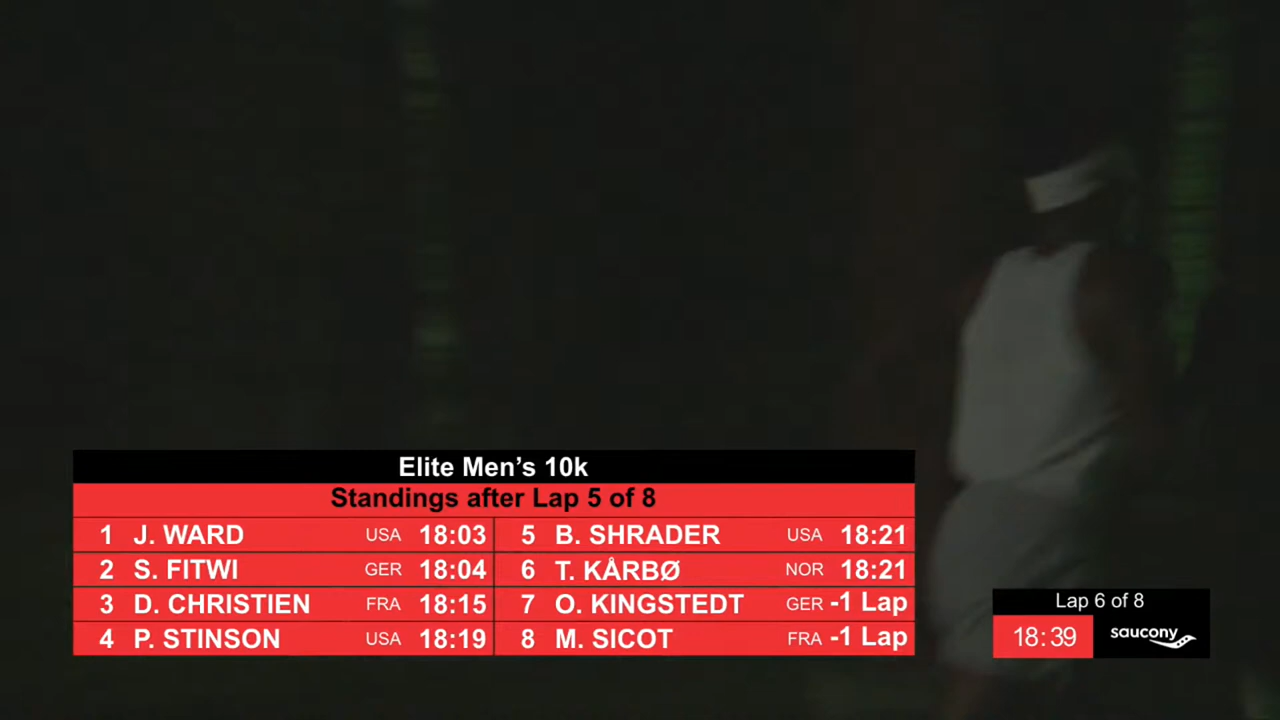 Elite Men's 10k
Standings after Lap 5 of 8
1 J. WARD USA 18:03 5 B. SHRADER USA 18:21
2 S. FITWI GER 18:04 6 T. KÅRBØ NOR 18:21
3 D. CHRISTIEN FRA 18:15 7 O. KINGSTEDT GER -1 Lap
4 P. STINSON USA 18:19 8 M. SICOT FRA -1 Lap
Lap 6 of 8
18:39 saucony